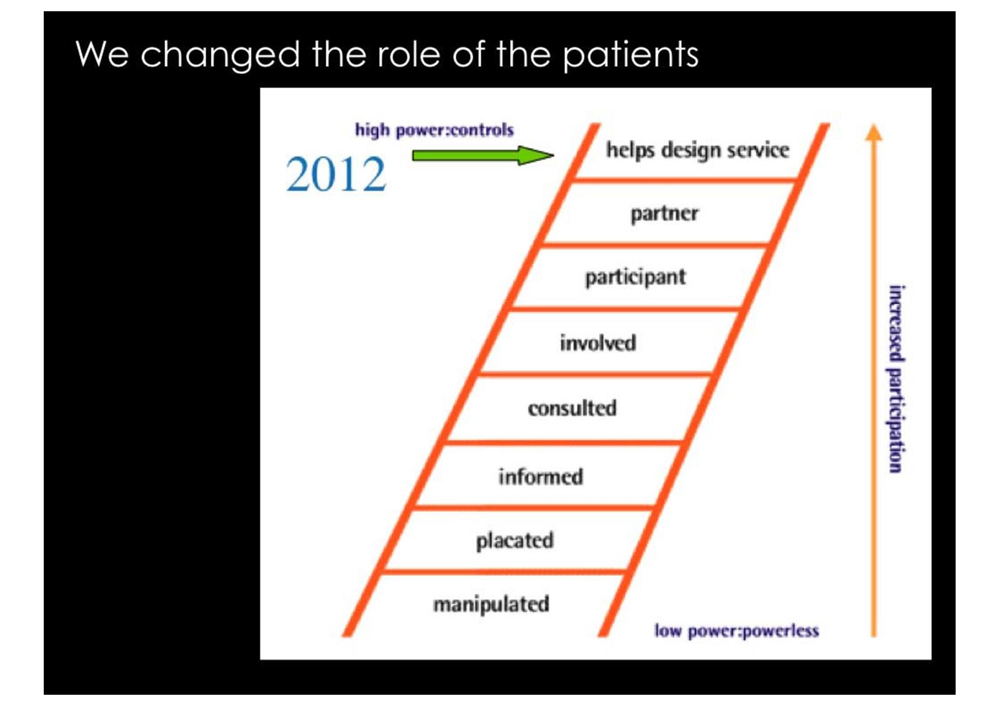 We changed the role of the patients
high power:controls
2012
helps design service
partner
participant
involved
consulted
informed
placated
manipulated
low power:powerless
increased participation